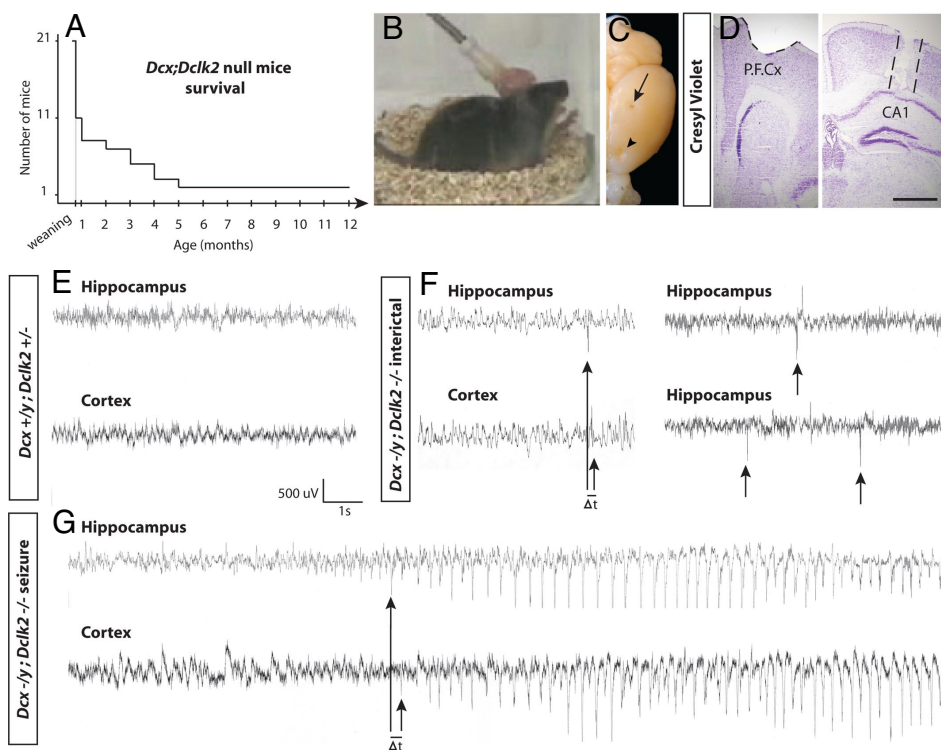 A
Dcx;Dclk2 null mice
survival
Number of mice
21
11
1
weaning
1 2 3 4 5 6 7 8 9 10 11 12
Age (months)
B
C
D
Cresyl Violet
P.F.Cx
CA1
E
Dcx +/y ; Dclk2 +/-
Hippocampus
Cortex
500 uV
1s
F
Dcx -/y ; Dclk2 -/- interictal
Hippocampus
Hippocampus
Cortex
Hippocampus
Δt
G
Dcx -/y ; Dclk2 -/- seizure
Hippocampus
Cortex
Δt